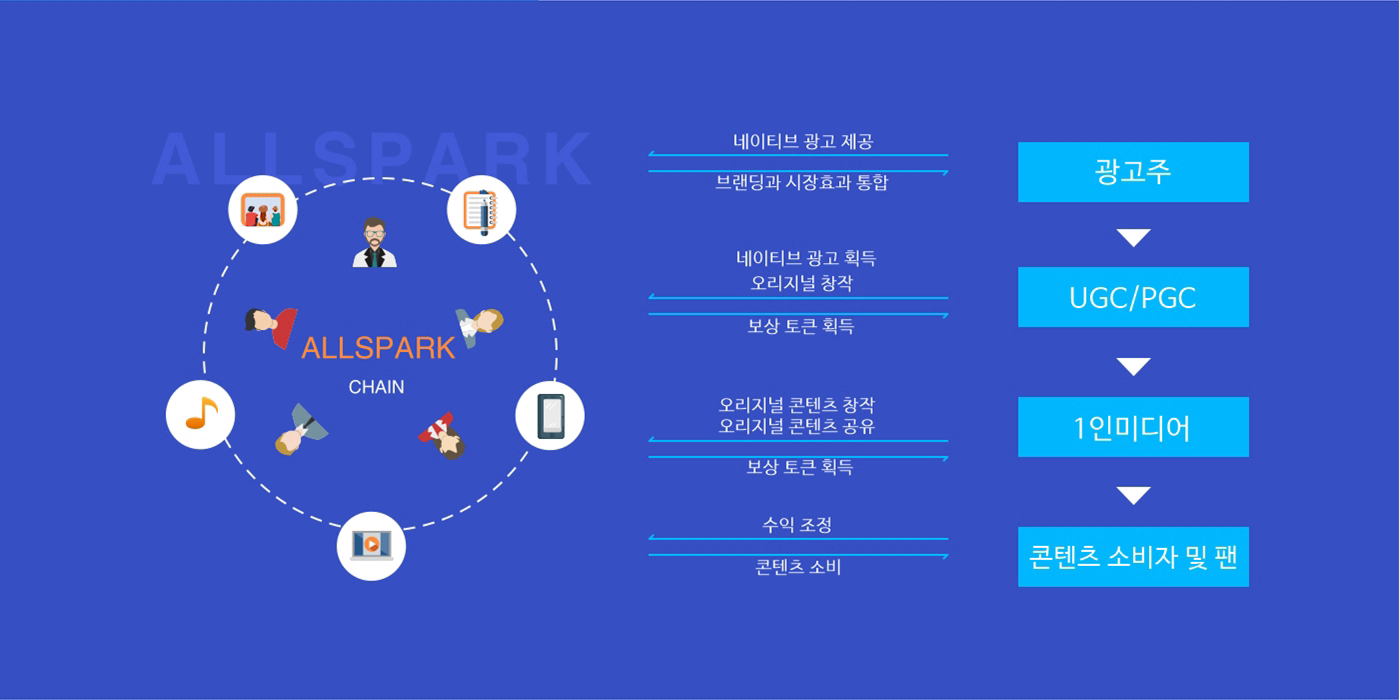 ALLSPARK
ALLSPARK
CHAIN
네이티브 광고 제공
브랜딩과 시장효과 통합
광고주
네이티브 광고 획득
오리지널 창작
보상 토큰 획득
UGC/PGC
오리지널 콘텐츠 창작
오리지널 콘텐츠 공유
보상 토큰 획득
1인미디어
수익 조정
콘텐츠 소비
콘텐츠 소비자 및 팬